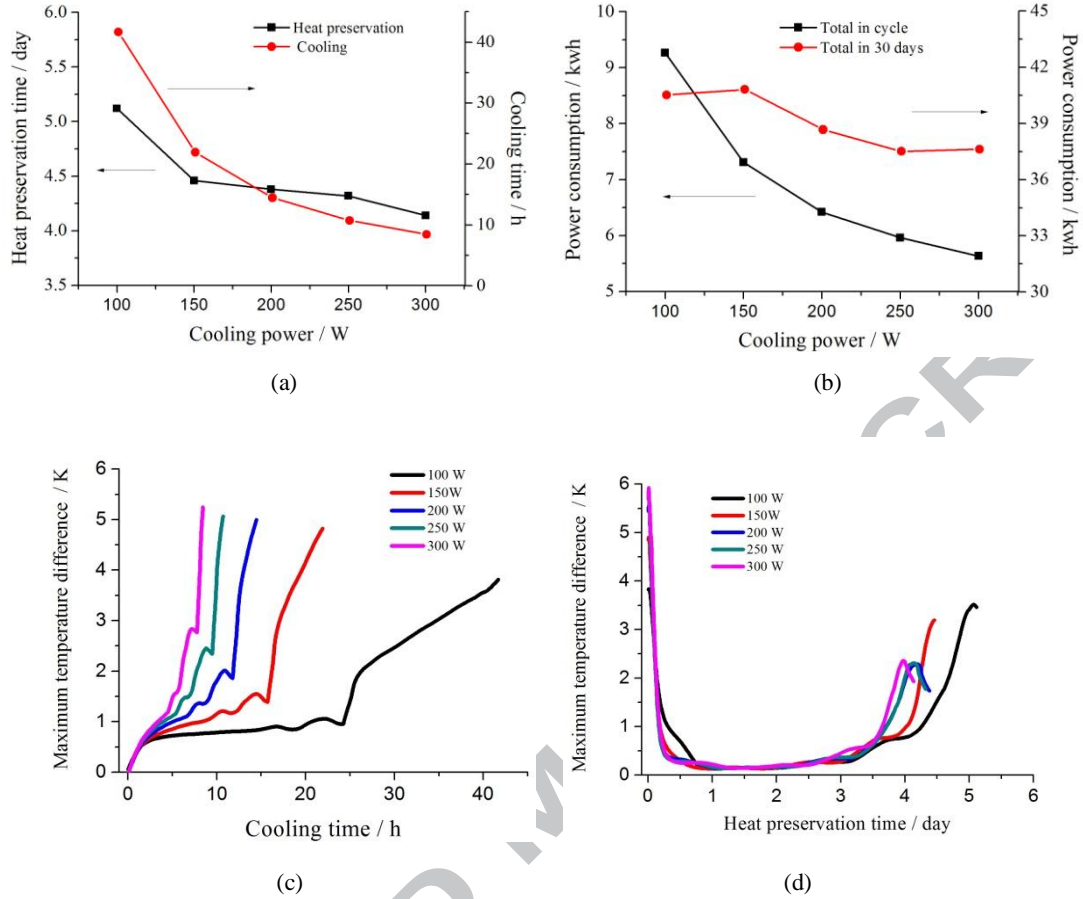 6.0
5.5
5.0
4.5
4.0
3.5
Heat preservation time / day
Heat preservation
Cooling
40
30
20
10
0
Cooling time / h
100 150 200 250 300
Cooling power / W
(a)
10
9
8
7
6
5
Power consumption / kwh
Total in cycle
Total in 30 days
45
42
39
36
33
30
Power consumption / kwh
100 150 200 250 300
Cooling power / W
(b)
6
5
4
3
2
1
0
Maximum temperature difference / K
100 W
150W
200 W
250 W
300 W
0 10 20 30 40
Cooling time / h
(c)
6
5
4
3
2
1
0
Maximum temperature difference / K
100 W
150W
200 W
250 W
300 W
0 1 2 3 4 5 6
Heat preservation time / day
(d)